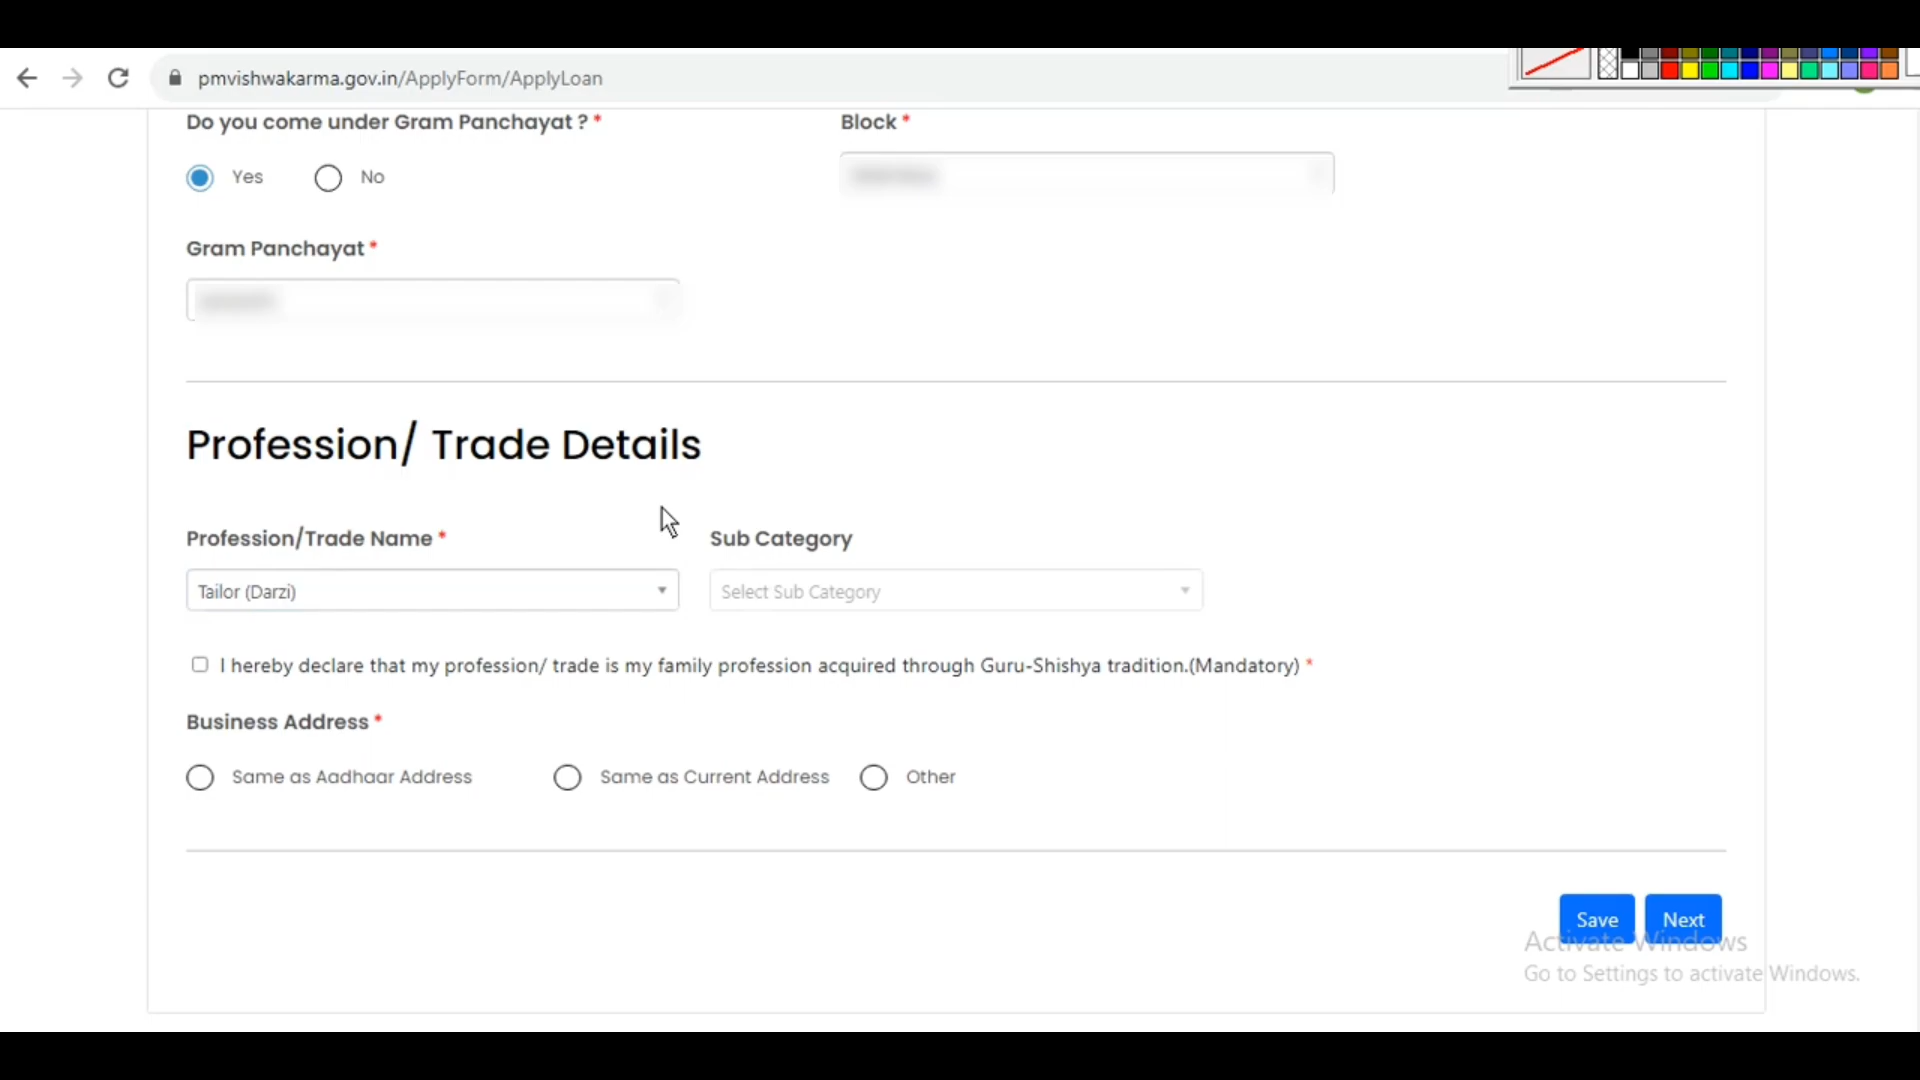 pmvishwakarma.gov.in/ApplyForm/ApplyLoan
Do you come under Gram Panchayat ? *
Block *
Yes
No
Gram Panchayat *
Profession/ Trade Details
Profession/Trade Name *
Sub Category
Tailor (Darzi)
Select Sub Category
I hereby declare that my profession/ trade is my family profession acquired through Guru-Shishya tradition.(Mandatory) *
Business Address *
Same as Aadhaar Address
Same as Current Address
Other
Save
Next
Activate Windows
Go to Settings to activate Windows.